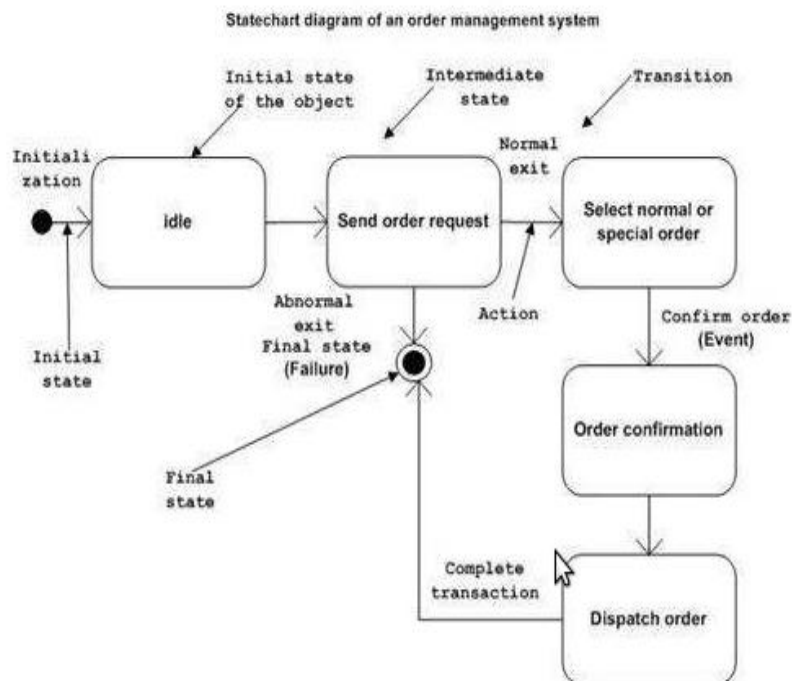 Statechart diagram of an order management system
Initial state
of the object
Intermediate
state
Transition
Initiali
zation
Normal
exit
idle
Send order request
Select normal or
special order
Abnormal
exit
Final state
(Failure)
Action
Confirm order
(Event)
Initial
state
Order confirmation
Final
state
Complete
transaction
Dispatch order